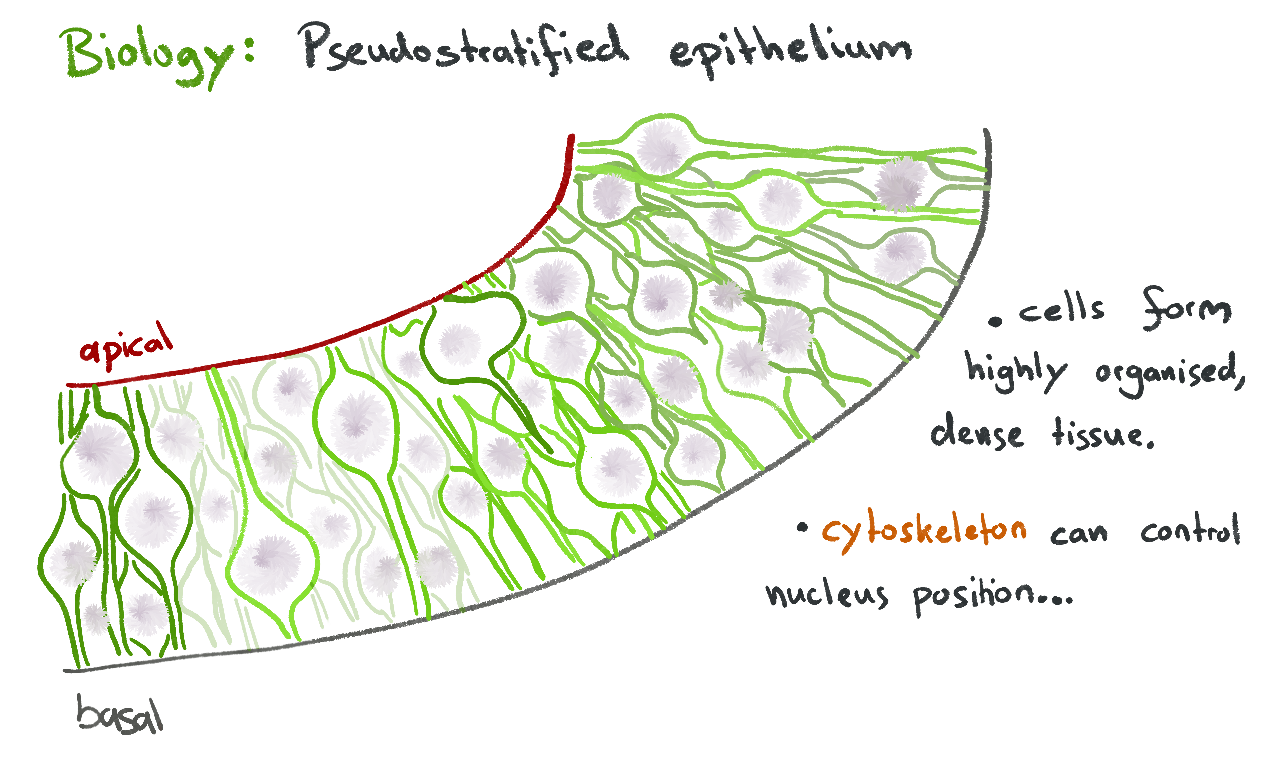 Biology: Pseudostratified epithelium
apical
• cells form
highly organised,
dense tissue.
• cytoskeleton can control
nucleus position...
basal